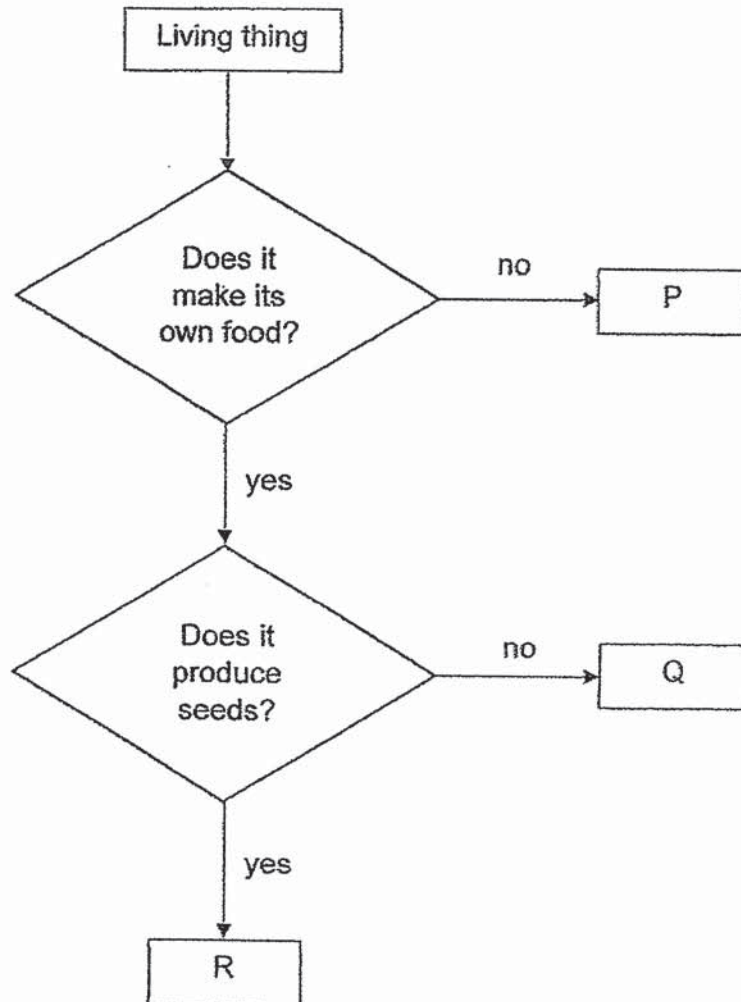 Living thing
Does it
make its
own food?
no
P
yes
Does it
produce
seeds?
no
Q
yes
R